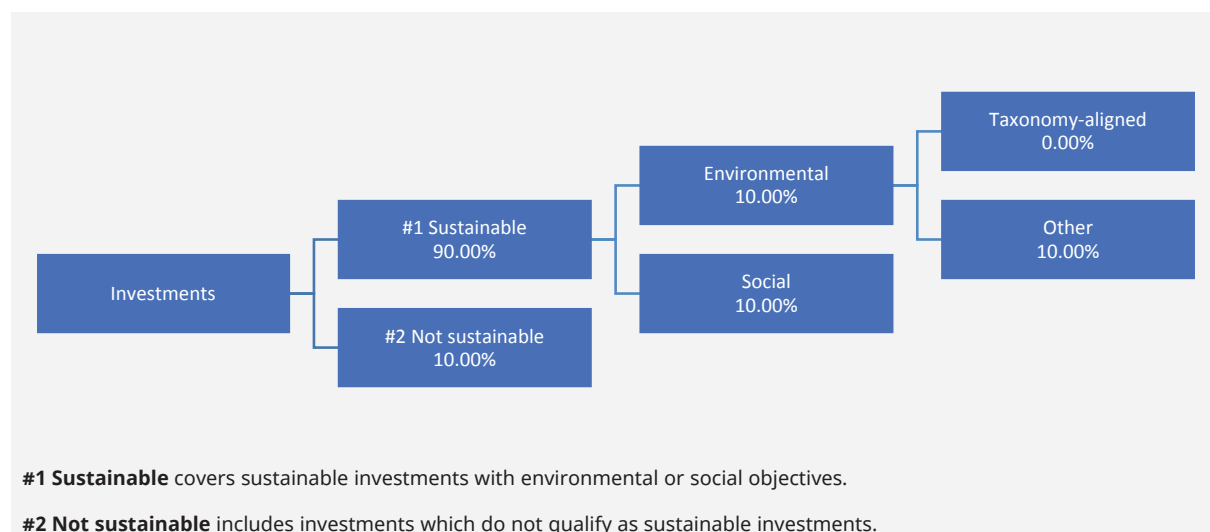 Investments
#1 Sustainable
90.00%
#2 Not sustainable
10.00%
Environmental
10.00%
Social
10.00%
Taxonomy-aligned
0.00%
Other
10.00%
#1 Sustainable covers sustainable investments with environmental or social objectives.
#2 Not sustainable includes investments which do not qualify as sustainable investments.